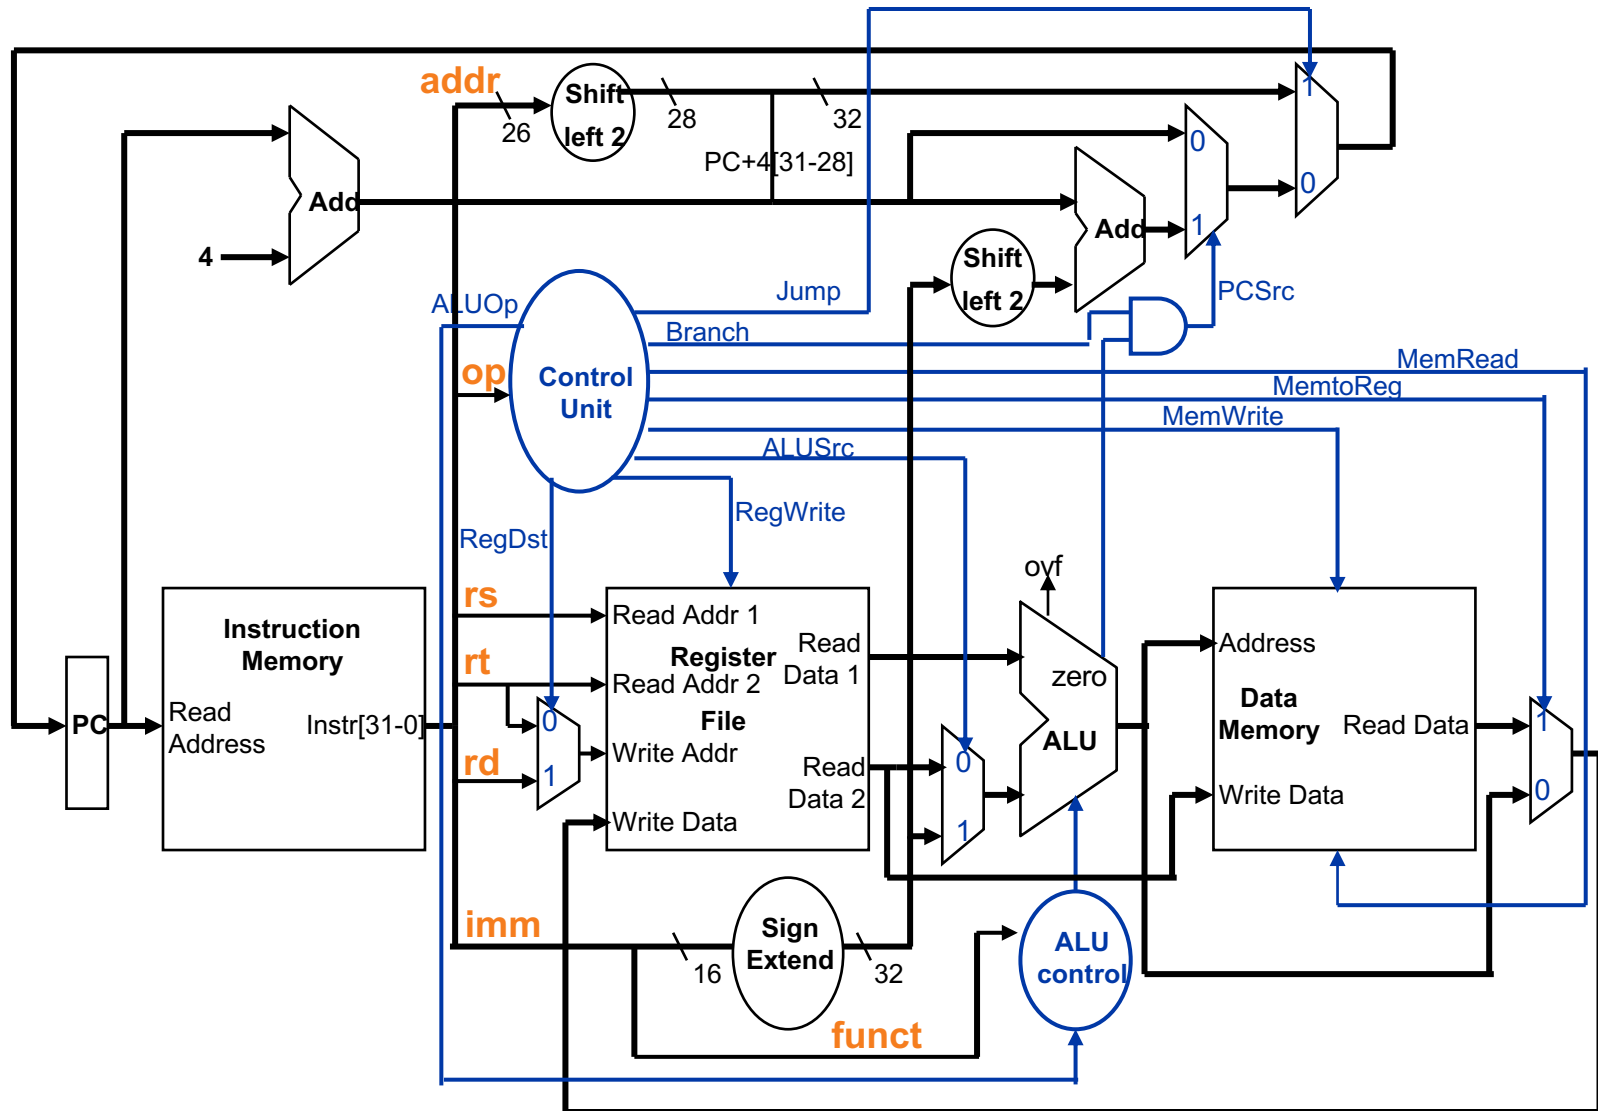 addr
Shift
left 2
26
28
32
1
0
PC+4[31-28]
Add
Add
0
1
4
Shift
left 2
ALUOp
Jump
PCSrc
Branch
MemRead
op
Control
Unit
MemtoReg
MemWrite
ALUSrc
RegWrite
RegDst
ovf
rs
Read Addr 1
Instruction
Memory
Register
Read
Data 1
Address
rt
Read Addr 2
zero
Data
Memory
PC
Read
Address
Instr[31-0]
0
File
ALU
Read Data
1
rd
1
Write Addr
Read
Data 2
0
1
Write Data
0
Write Data
imm
Sign
Extend
16
32
ALU
control
funct